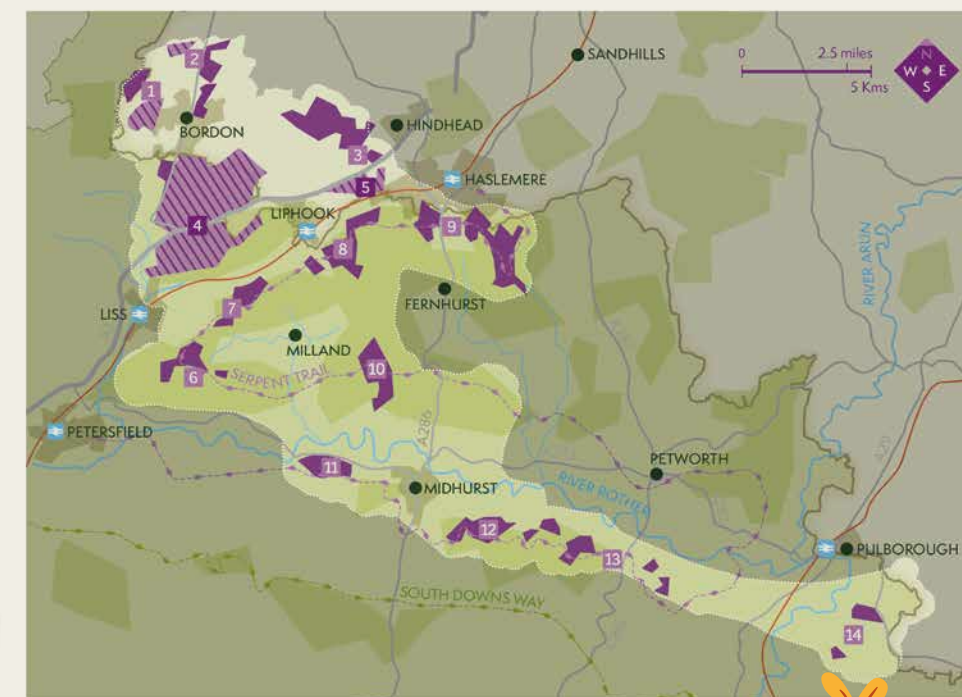 SANDHILLS
0 2.5 miles
5 Kms
N
W E
S
2
1
BORDON
HINDHEAD
3
5
HASLEMERE
4
LIPHOOK
8
9
RIVER ARUN
7
FERNHURST
LISS
MILLAND
10
6
SERPENT TRAIL
PETERSFIELD
A286
A29
11
PETWORTH
MIDHURST
RIVER ROTHER
12
13
PULBOROUGH
SOUTH DOWNS WAY
14